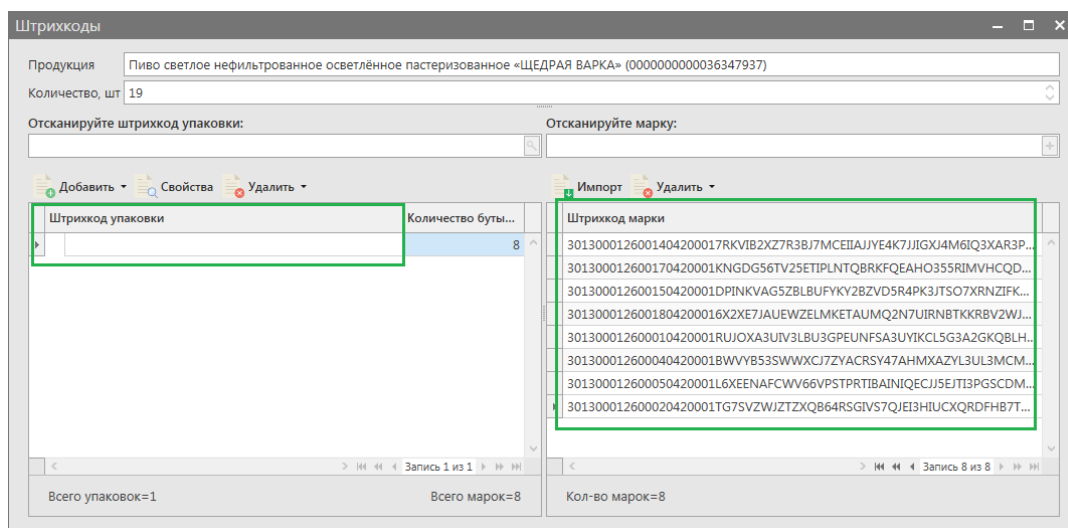 Штрихкоды
Продукция Пиво светлое нефильтрованное осветлённое пастеризованное «ЩЕДРАЯ ВАРКА» (0000000000036347937)
Количество, шт 19
Отсканируйте штрихкод упаковки: Отсканируйте марку:
Добавить Свойства Удалить Импорт Удалить
Штрихкод упаковки Количество буты... Штрихкод марки
8 301300012600140420001​7RKVIB2XZ7R3BJ7MCEIIAJJYE4K7JJIGXJ4M6IQ3XAR3P...
301300012600170420001KNGDG56TV25ETIPLNTQBRKFQEAHO355RIMVHCQD...
301300012600150420001DPINKVAG5ZBLBUFYKY2BZVD5R4PK3JTSO7XRNZIFK...
3013000126001804200016X2XE7JAUEWZELMKETAUMQ2N7UIRNBTKKRBV2WJ...
301300012600010420001RUJOXA3UIV3LBU3GPEUNFSA3UYIKCL5G3A2GKQBLH...
301300012600040420001BWVYB53SWWXCJ7ZYACRSY47AHMXAZYL3UL3MCM...
301300012600050420001L6XEENAFCWV66VPSTPRTIBAINIQECJJ5EJTI3PGSCDM...
301300012600020420001TG7SVZWJZTZXQB64RSGIVS7QJEI3HIUCXQRDFHB7T...
Запись 1 из 1 Запись 8 из 8
Всего упаковок=1 Всего марок=8 Кол-во марок=8